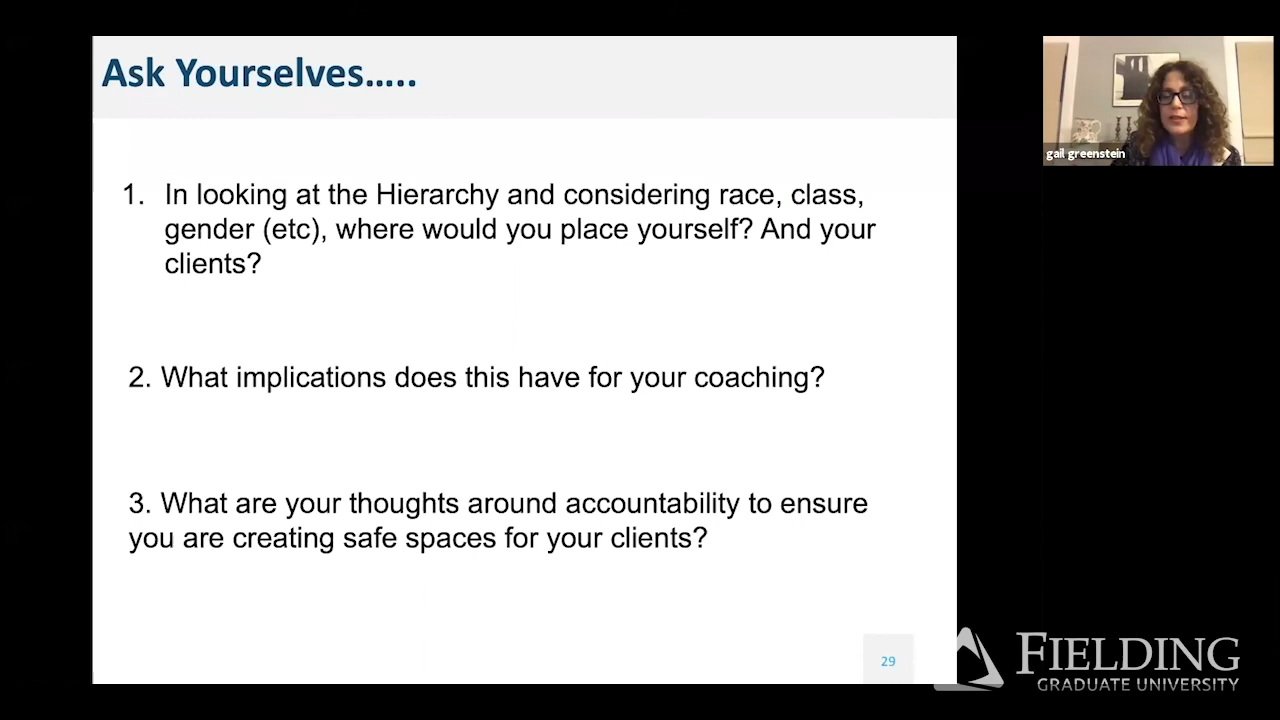 Ask Yourselves.....
gail greenstein
1. In looking at the Hierarchy and considering race, class,
gender (etc), where would you place yourself? And your
clients?
2. What implications does this have for your coaching?
3. What are your thoughts around accountability to ensure
you are creating safe spaces for your clients?
29
FIELDING
GRADUATE UNIVERSITY